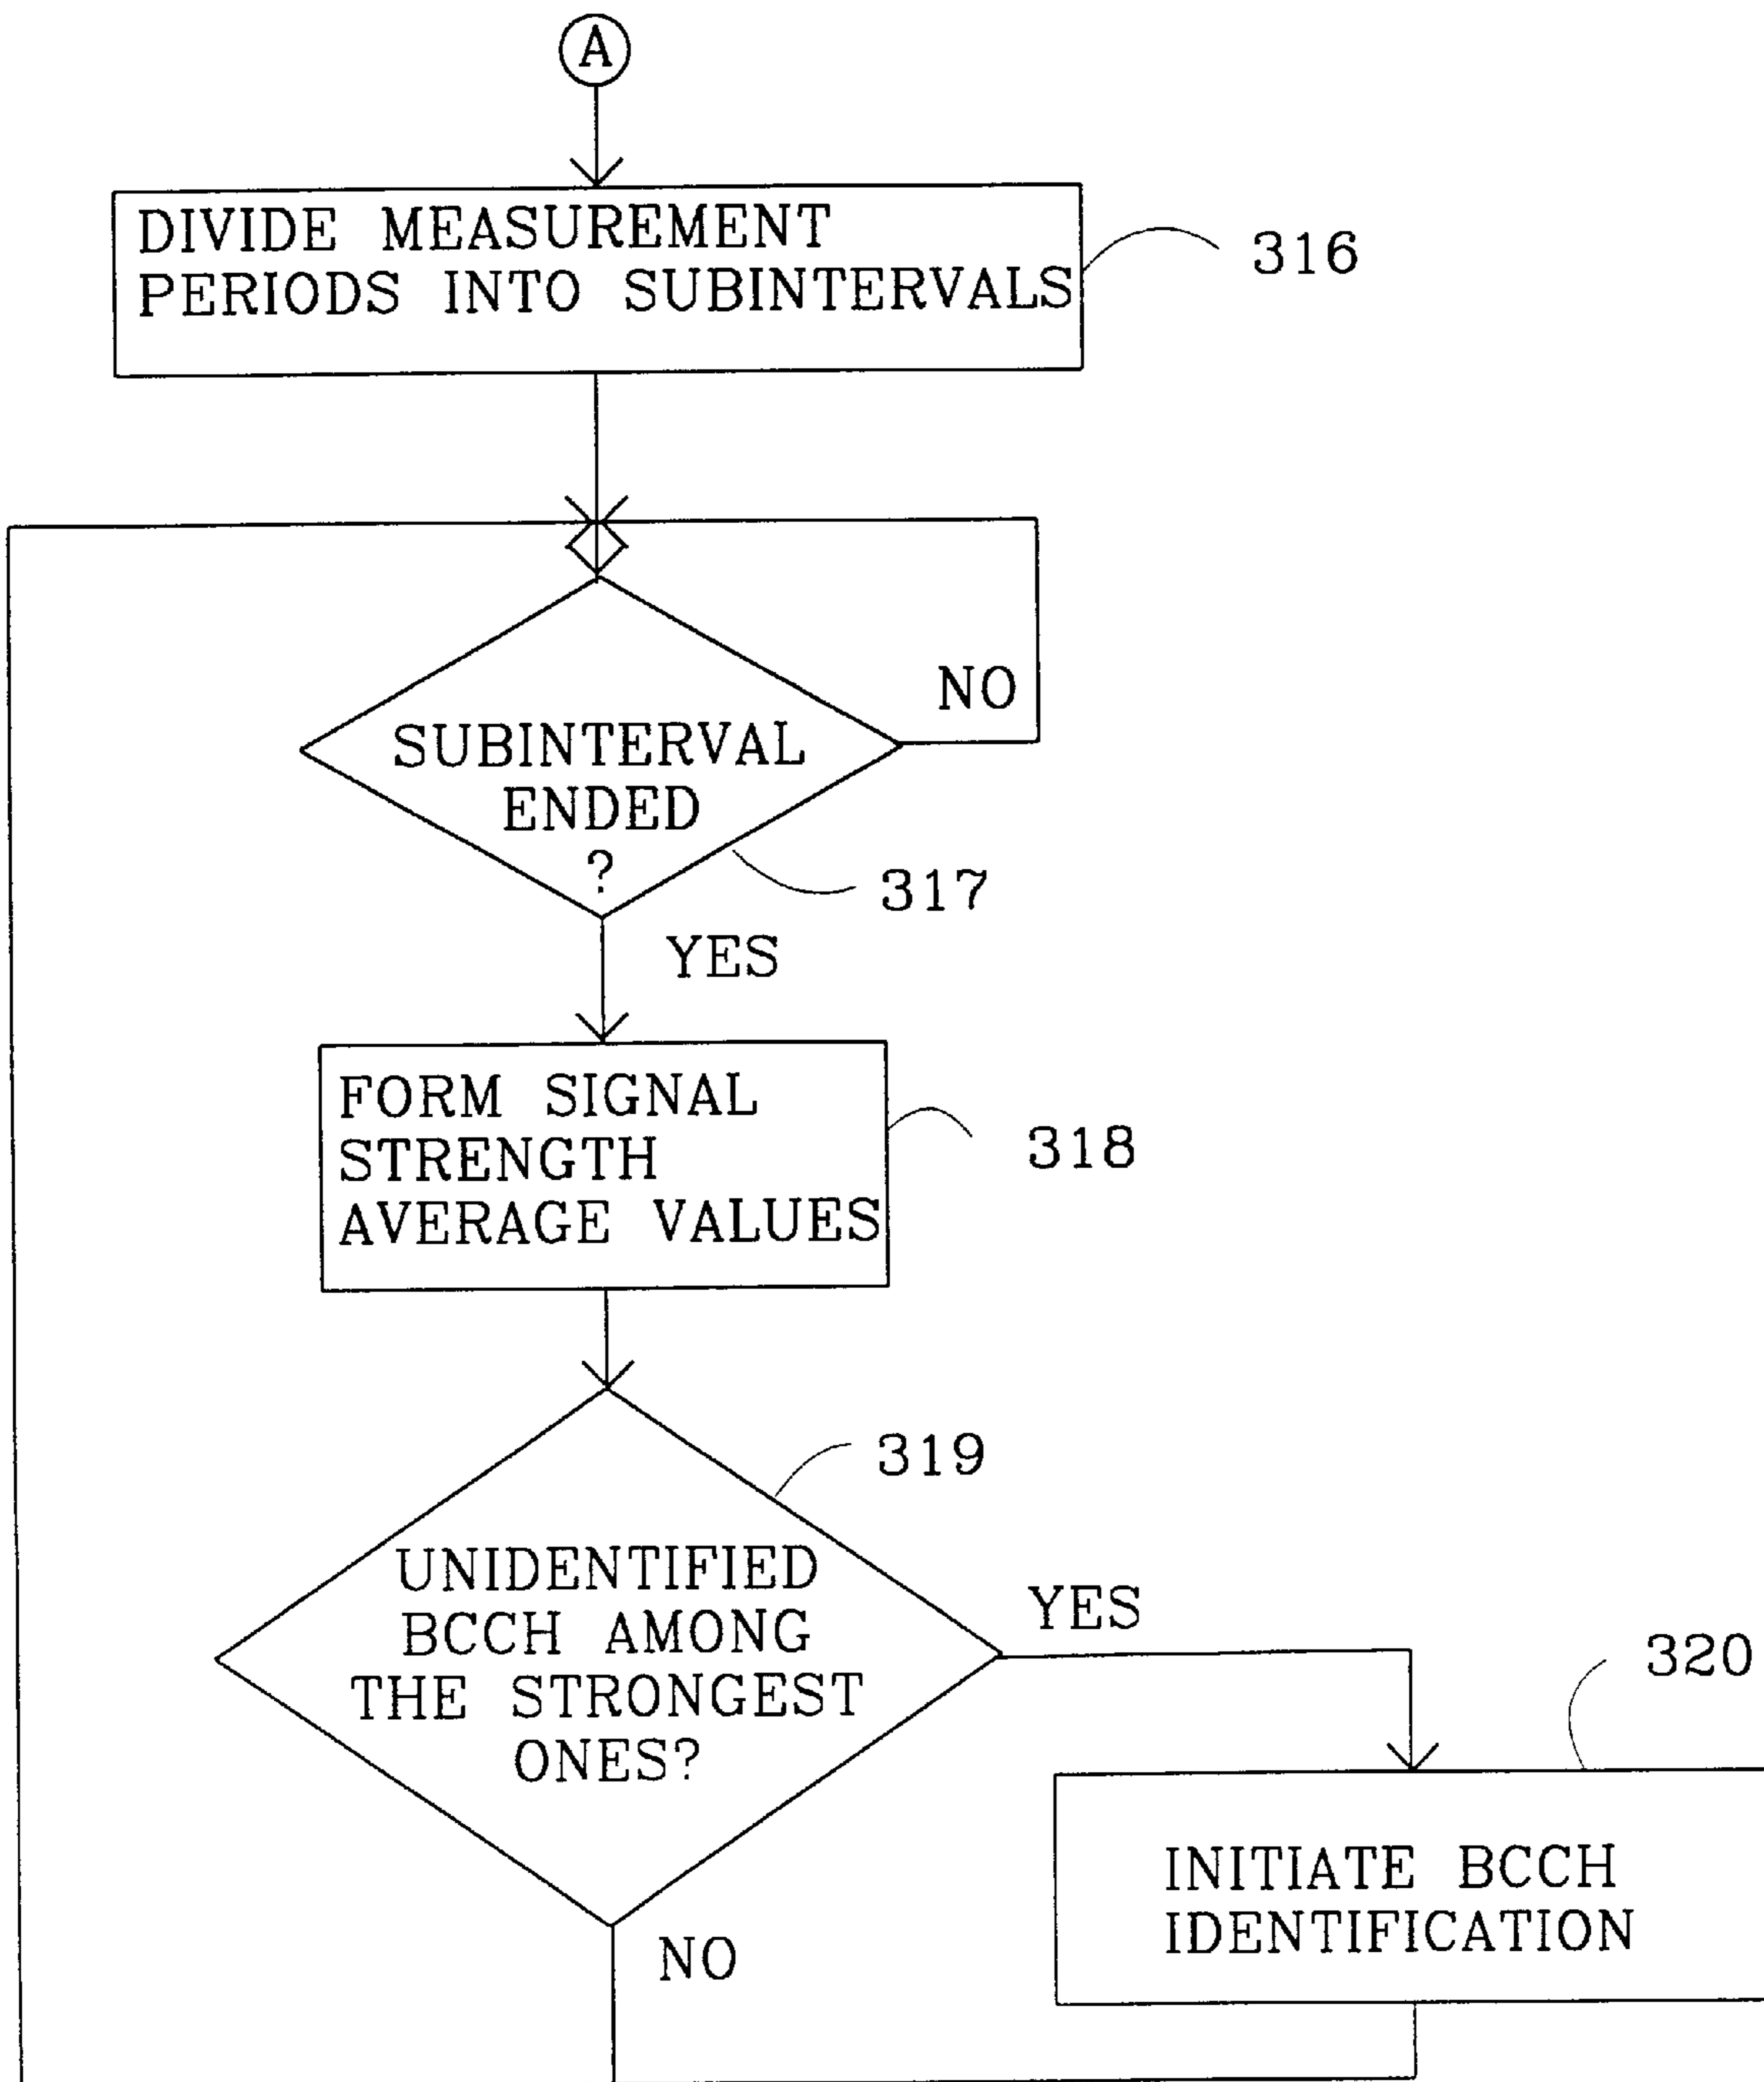 A
DIVIDE MEASUREMENT
PERIODS INTO SUBINTERVALS
316
NO
SUBINTERVAL
ENDED
?
317
YES
FORM SIGNAL
STRENGTH
AVERAGE VALUES
318
319
UNIDENTIFIED
BCCH AMONG
THE STRONGEST
ONES?
YES
320
INITIATE BCCH
IDENTIFICATION
NO